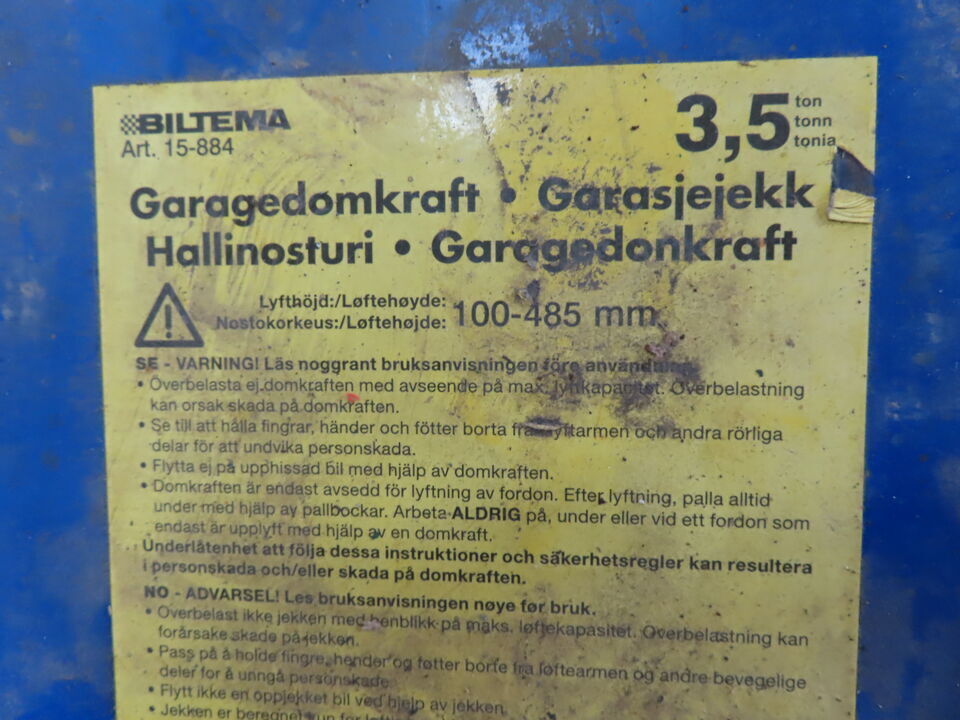 BILTEMA
Art. 15-884
3,5 ton
tonn
tonia
Garagedomkraft • Garasjejekk
Hallinosturi • Garagedonkraft
Lyfthöjd:/Løftehøyde:
Nostokorkeus:/Løftehøjde: 100-485 mm
SE - VARNING! Läs noggrant bruksanvisningen före användning
• Överbelasta ej domkraften med avseende på max. lyftkapacitet. Överbelastning
kan orsak skada på domkraften.
• Se till att hålla fingrar, händer och fötter borta från lyftarmen och andra rörliga
delar för att undvika personskada.
• Flytta ej på upphissad bil med hjälp av domkraften.
• Domkraften är endast avsedd för lyftning av fordon. Efter lyftning, palla alltid
under med hjälp av pallbockar. Arbeta ALDRIG på, under eller vid ett fordon som
endast är upplyft med hjälp av en domkraft.
Underlåtenhet att följa dessa instruktioner och säkerhetsregler kan resultera
i personskada och/eller skada på domkraften.
NO - ADVARSEL! Les bruksanvisningen nøye før bruk.
• Overbelast ikke jekken med henblikk på maks. løftekapasitet. Overbelastning kan
forårsake skade på jekken.
• Pass på å holde fingre, hender og føtter borte fra løftearmen og andre bevegelige
deler for å unngå personskade.
• Flytt ikke en oppjekket bil ved hjelp av jekken.
• Jekken er beregnet kun for